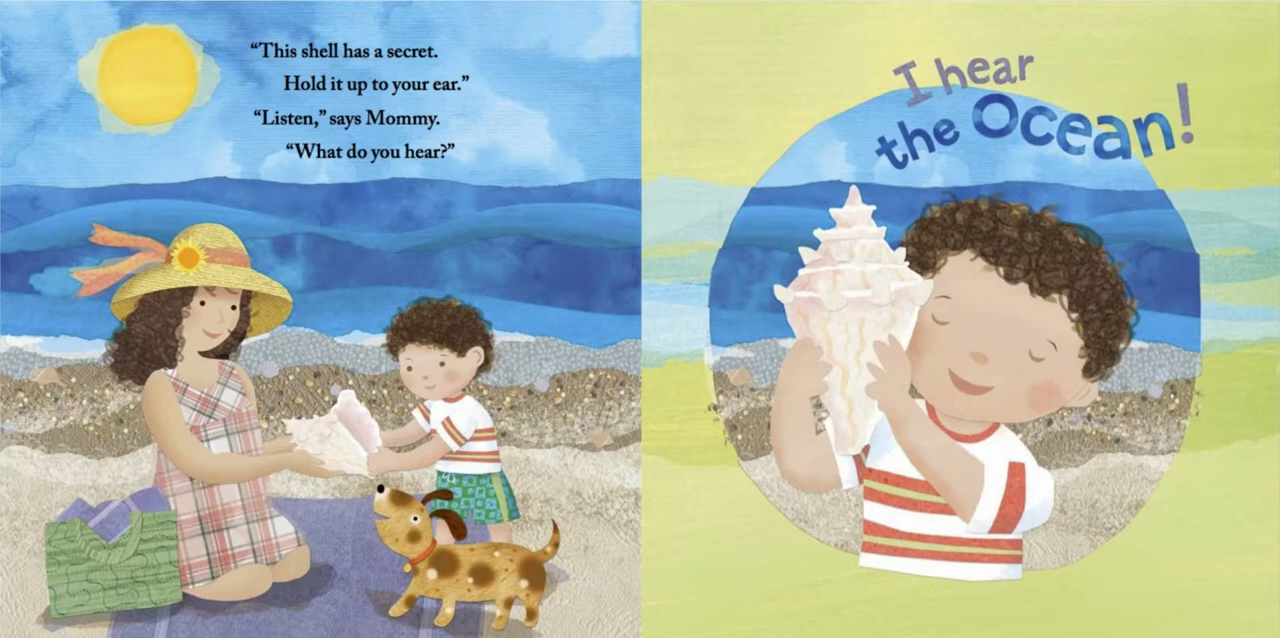 “This shell has a secret.
Hold it up to your ear.”
“Listen,” says Mommy.
“What do you hear?”
I hear
the Ocean!